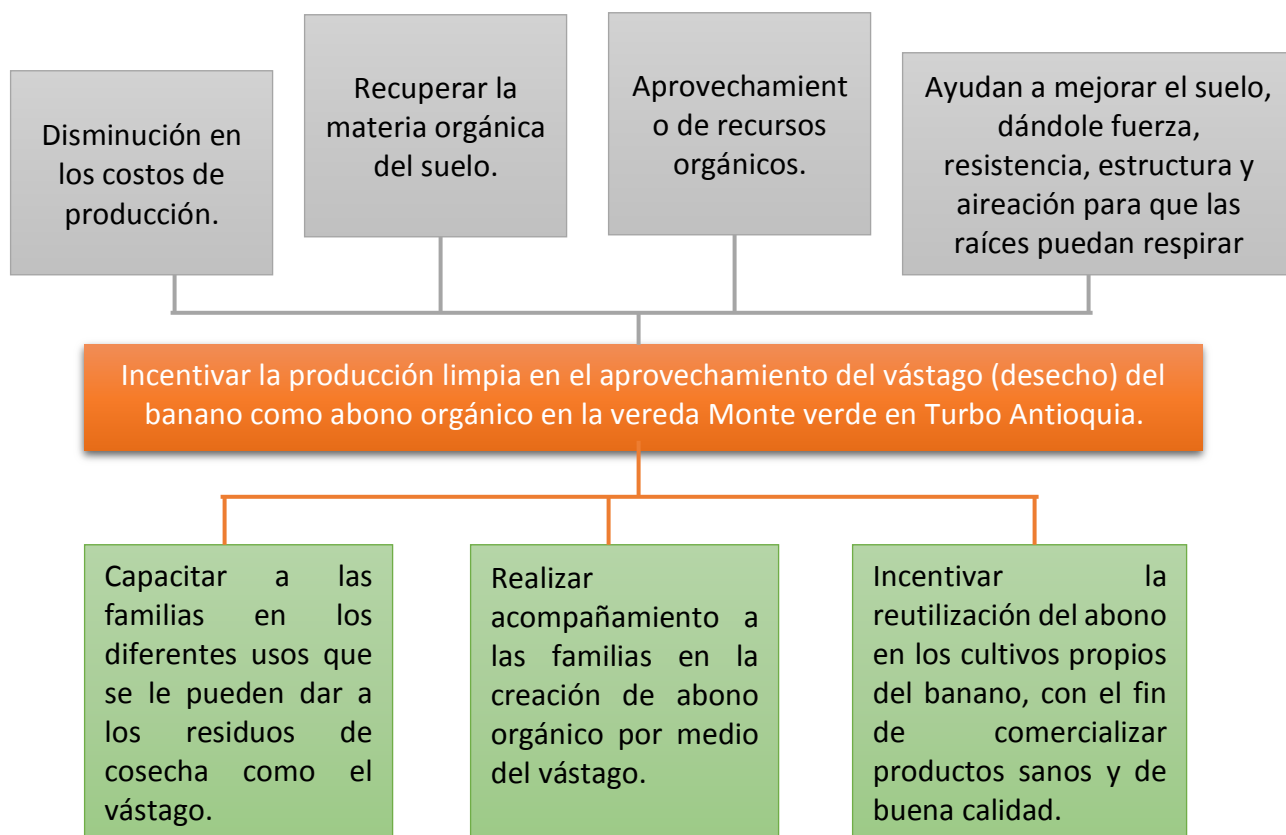 Disminución en
los costos de
producción.
Recuperar la
materia orgánica
del suelo.
Aprovechamient
o de recursos
orgánicos.
Ayudan a mejorar el suelo,
dándole fuerza,
resistencia, estructura y
aireación para que las
raíces puedan respirar
Incentivar la producción limpia en el aprovechamiento del vástago (desecho) del
banano como abono orgánico en la vereda Monte verde en Turbo Antioquia.
Capacitar a las
familias en los
diferentes usos que
se le pueden dar a
los residuos de
cosecha como el
vástago.
Realizar
acompañamiento a
las familias en la
creación de abono
orgánico por medio
del vástago.
Incentivar la
reutilización del abono
en los cultivos propios
del banano, con el fin
de comercializar
productos sanos y de
buena calidad.